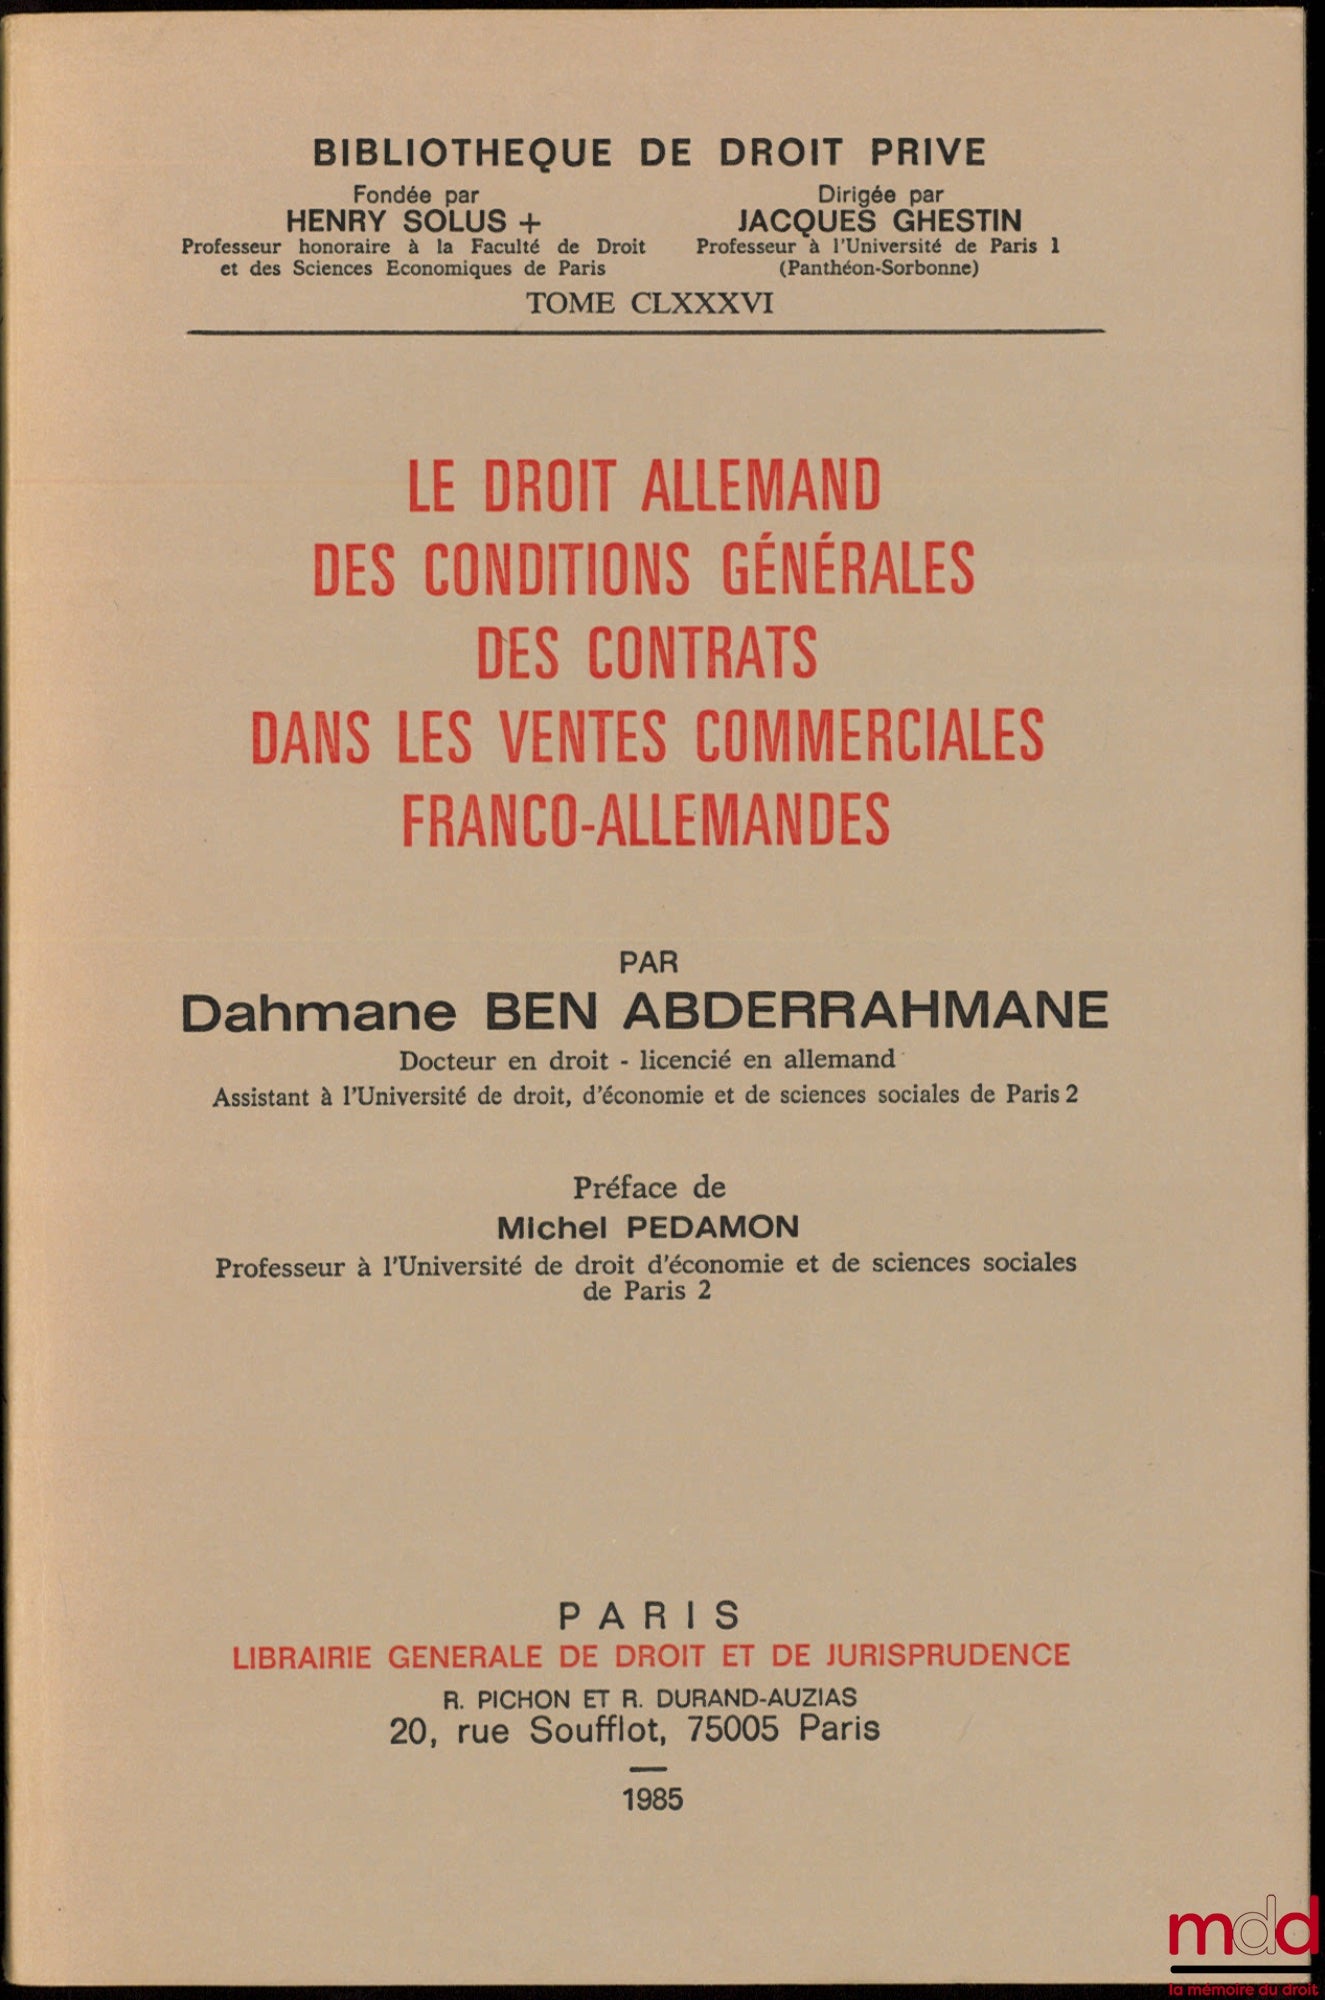 BIBLIOTHEQUE DE DROIT PRIVE
Fondée par
HENRY SOLUS +
Professeur honoraire à la Faculté de Droit
et des Sciences Economiques de Paris
Dirigée par
JACQUES GHESTIN
Professeur à l'Université de Paris 1
(Panthéon-Sorbonne)
TOME CLXXXVI
LE DROIT ALLEMAND
DES CONDITIONS GÉNÉRALES
DES CONTRATS
DANS LES VENTES COMMERCIALES
FRANCO-ALLEMANDES
PAR
Dahmane BEN ABDERRAHMANE
Docteur en droit - licencié en allemand
Assistant à l'Université de droit, d'économie et de sciences sociales de Paris 2
Préface de
Michel PEDAMON
Professeur à l'Université de droit d'économie et de sciences sociales
de Paris 2
PARIS
LIBRAIRIE GENERALE DE DROIT ET DE JURISPRUDENCE
R. PICHON ET R. DURAND-AUZIAS
20, rue Soufflot, 75005 Paris
1985
mdd
la mémoire du droit